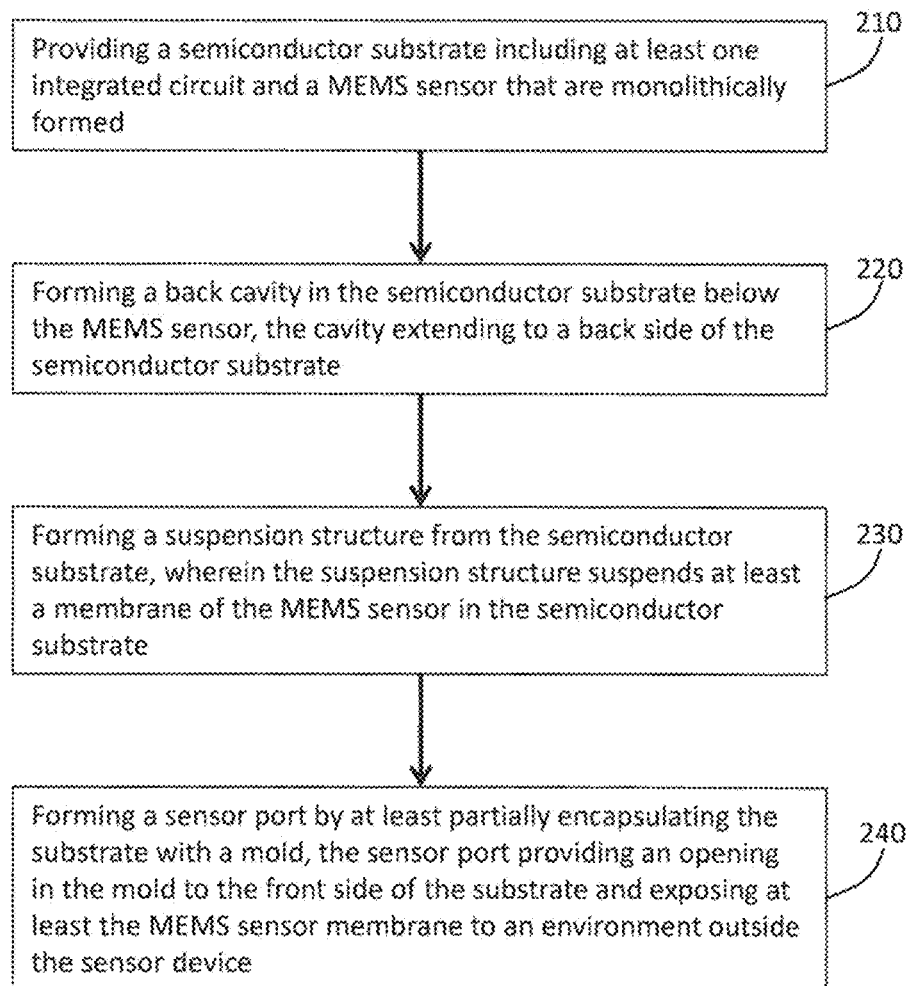 210
Providing a semiconductor substrate including at least one
integrated circuit and a MEMS sensor that are monolithically
formed
220
Forming a back cavity in the semiconductor substrate below
the MEMS sensor, the cavity extending to a back side of the
semiconductor substrate
230
Forming a suspension structure from the semiconductor
substrate, wherein the suspension structure suspends at least
a membrane of the MEMS sensor in the semiconductor
substrate
240
Forming a sensor port by at least partially encapsulating the
substrate with a mold, the sensor port providing an opening
in the mold to the front side of the substrate and exposing at
least the MEMS sensor membrane to an environment outside
the sensor device